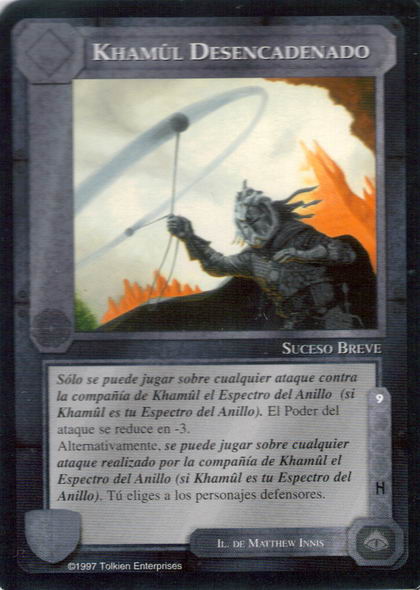 KHAMÛL DESENCADENADO
SUCESO BREVE
Sólo se puede jugar sobre cualquier ataque contra
la compañía de Khamûl el Espectro del Anillo (si
Khamûl es tu Espectro del Anillo). El Poder del
ataque se reduce en -3.
Alternativamente, se puede jugar sobre cualquier
ataque realizado por la compañía de Khamûl el
Espectro del Anillo (si Khamûl es tu Espectro del
Anillo). Tú eliges a los personajes defensores.
9
H
IL. DE MATTHEW INNIS
©1997 Tolkien Enterprises